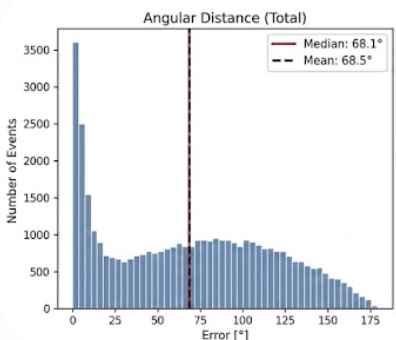 Angular Distance (Total)
Median: 68.1°
Mean: 68.5°
Number of Events
3500
3000
2500
2000
1500
1000
500
0
0 25 50 75 100 125 150 175
Error [°]